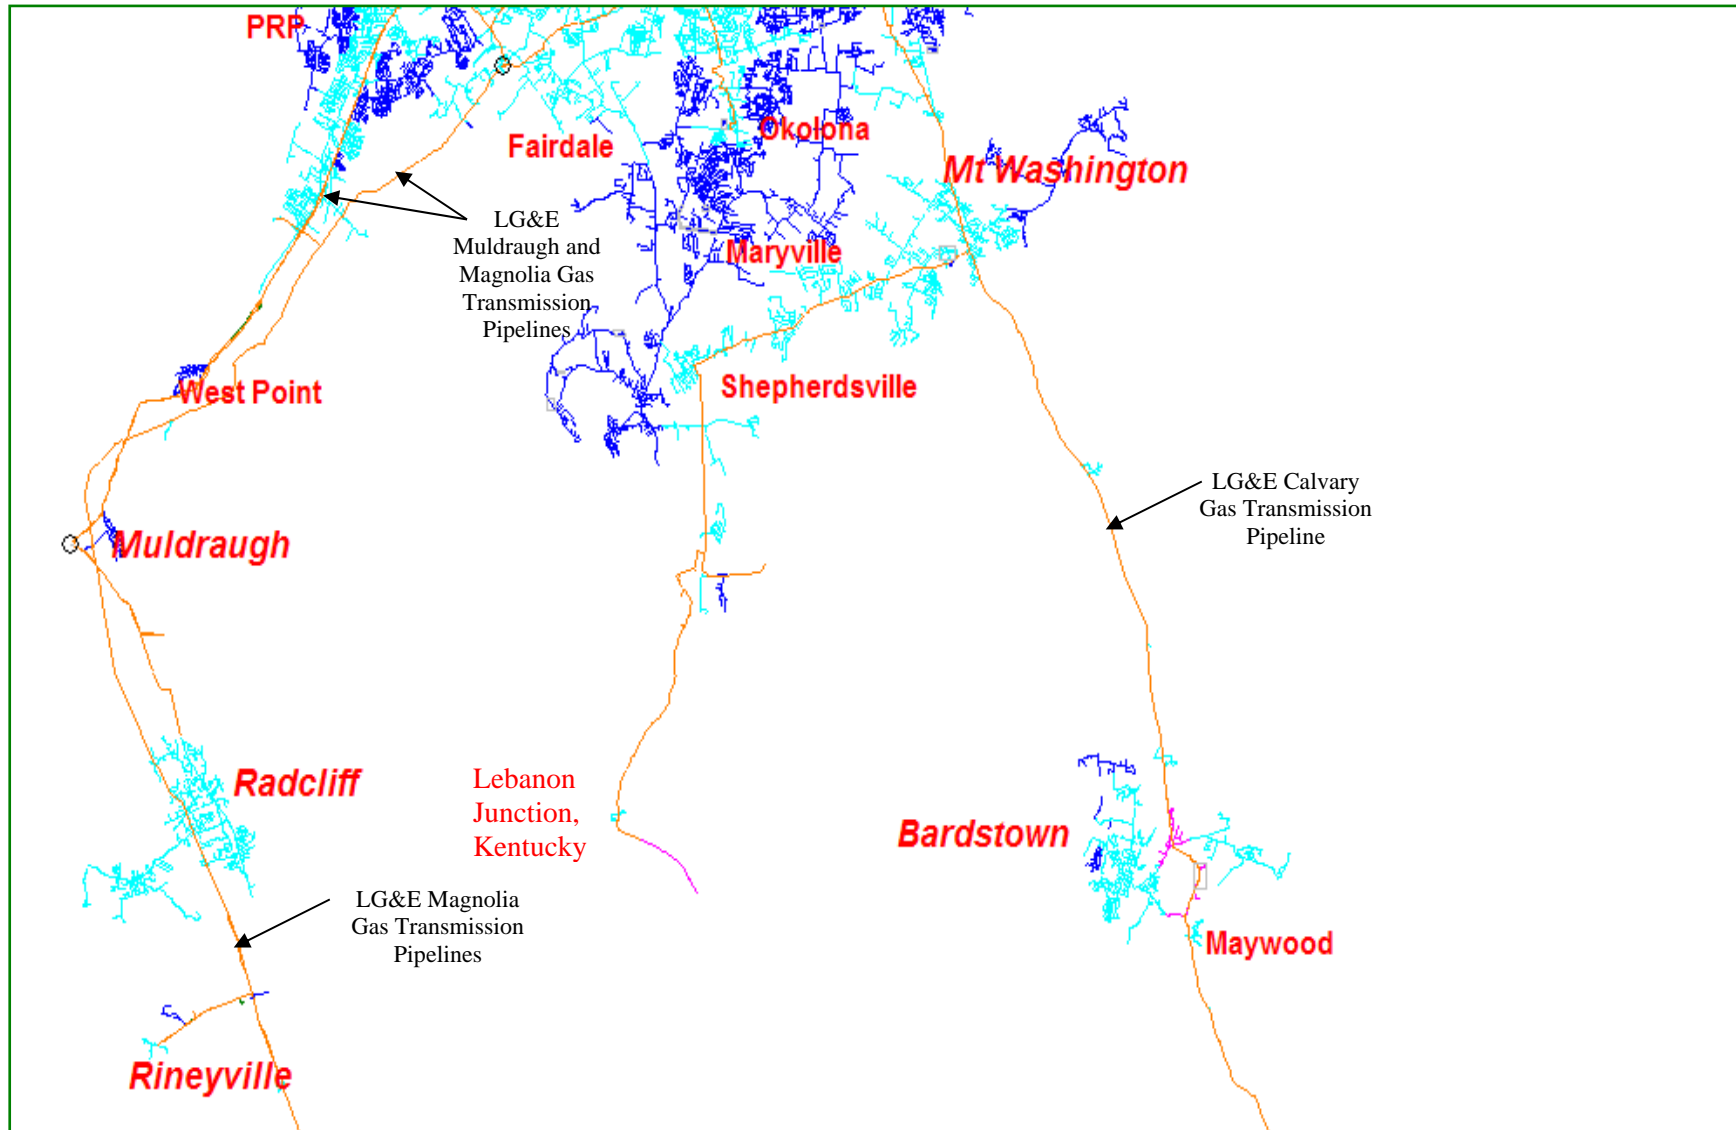 PRP
Fairdale
Okolona
Mt Washington
LG&E
Muldraugh and
Magnolia Gas
Transmission
Pipelines
Maryville
West Point
Shepherdsville
LG&E Calvary
Gas Transmission
Pipeline
Muldraugh
Radcliff
Lebanon
Junction,
Kentucky
Bardstown
LG&E Magnolia
Gas Transmission
Pipelines
Maywood
Rineyville